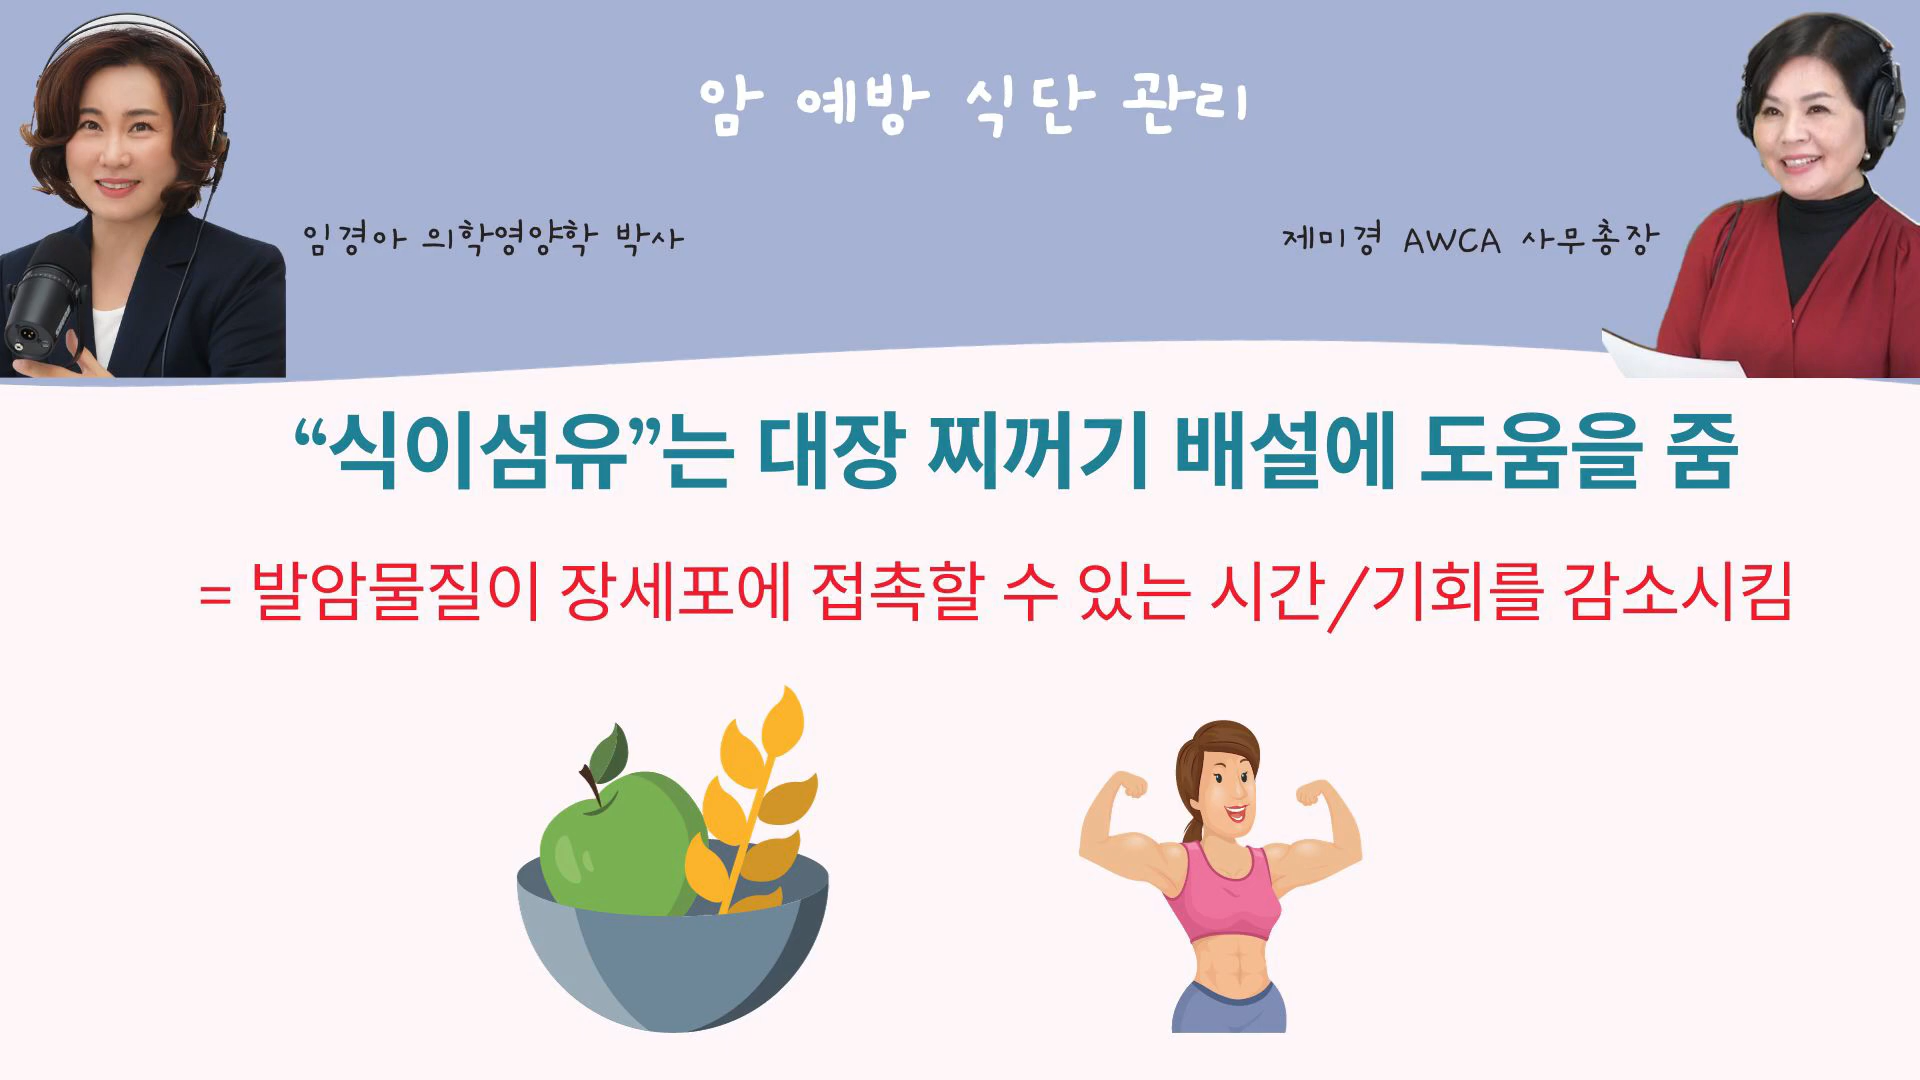 암 예방 식단 관리
임경아 의학영양학 박사
제미경 AWCA 사무총장
“식이섬유”는 대장 찌꺼기 배설에 도움을 줌
= 발암물질이 장세포에 접촉할 수 있는 시간/기회를 감소시킴